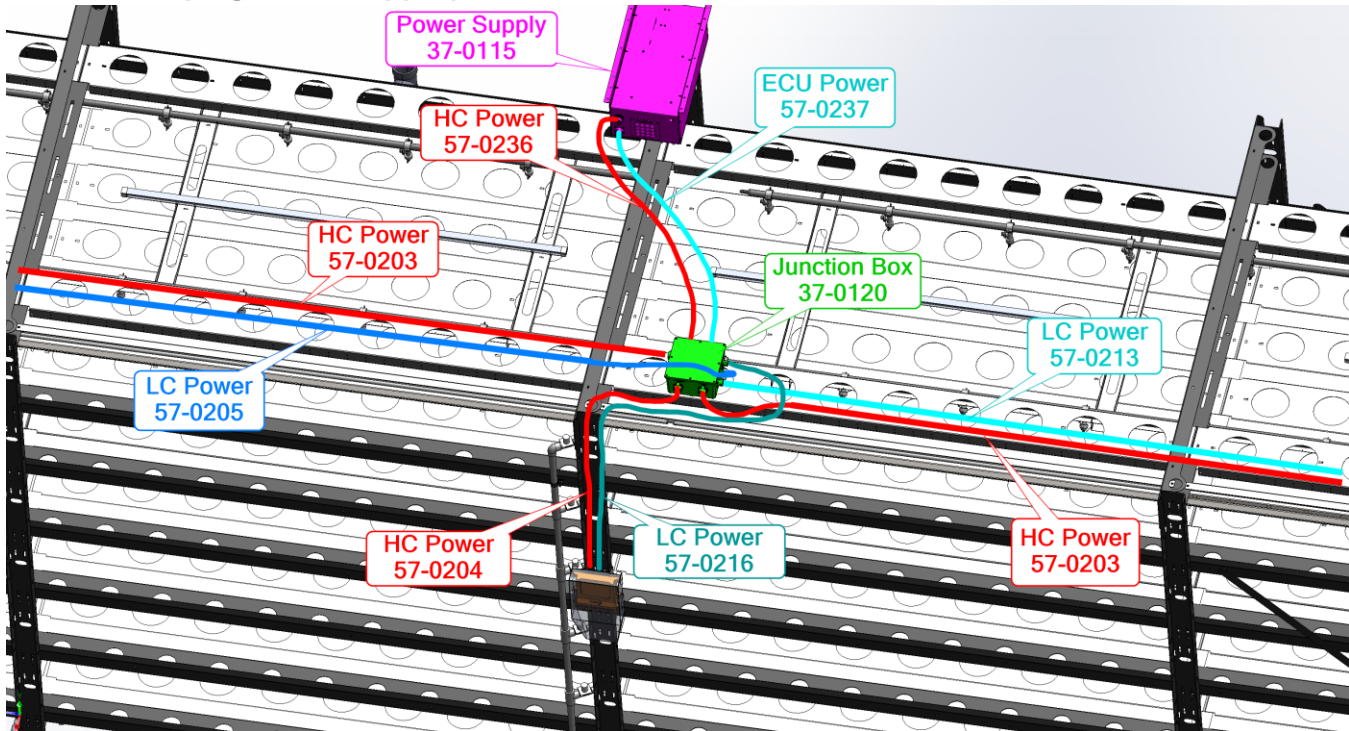 Power Supply
37-0115
ECU Power
57-0237
HC Power
57-0236
HC Power
57-0203
Junction Box
37-0120
LC Power
57-0213
LC Power
57-0205
HC Power
57-0204
LC Power
57-0216
HC Power
57-0203